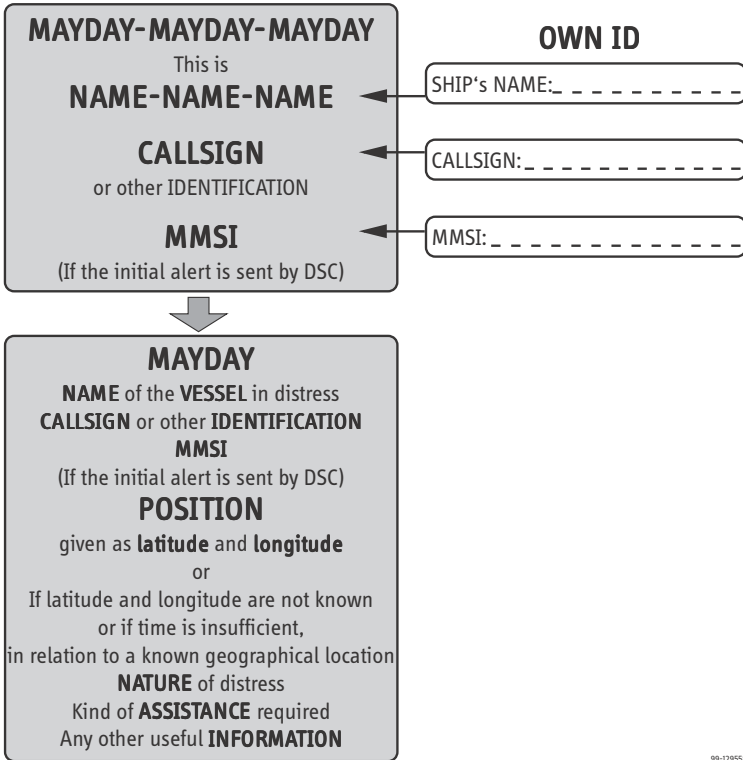 MAYDAY-MAYDAY-MAYDAY
This is
NAME-NAME-NAME
CALLSIGN
or other IDENTIFICATION
MMSI
(If the initial alert is sent by DSC)
OWN ID
SHIP‘s NAME:_ _ _ _ _ _ _ _ _ _
CALLSIGN:_ _ _ _ _ _ _ _ _ _ _ _
MMSI:_ _ _ _ _ _ _ _ _ _ _ _ _
MAYDAY
NAME of the VESSEL in distress
CALLSIGN or other IDENTIFICATION
MMSI
(If the initial alert is sent by DSC)
POSITION
given as latitude and longitude
or
If latitude and longitude are not known
or if time is insufficient,
in relation to a known geographical location
NATURE of distress
Kind of ASSISTANCE required
Any other useful INFORMATION
99-12955